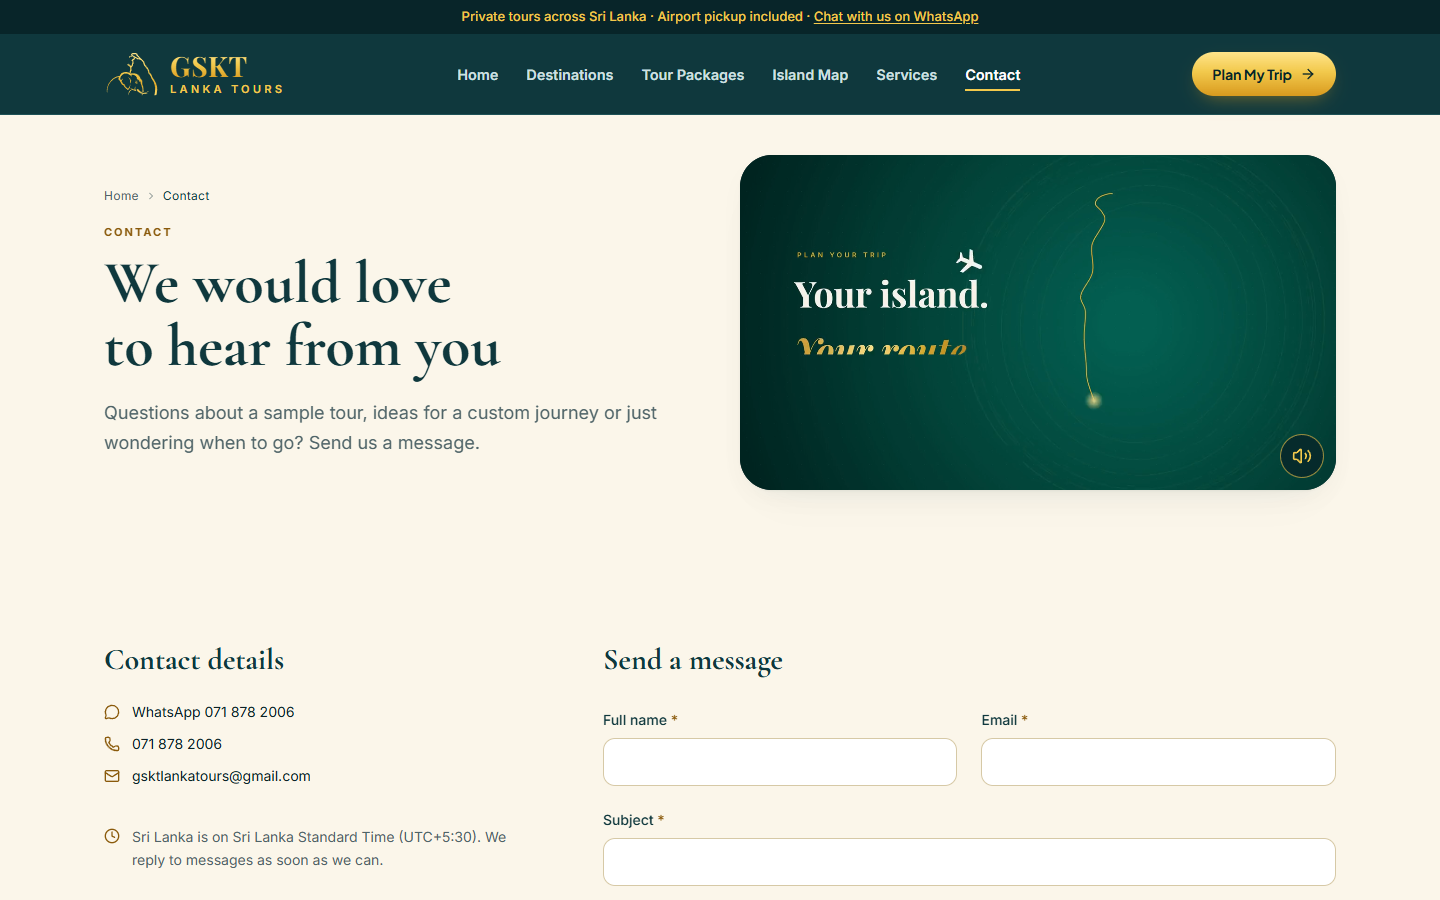 Private tours across Sri Lanka · Airport pickup included · Chat with us on WhatsApp
GSKT
LANKA TOURS
Home
Destinations
Tour Packages
Island Map
Services
Contact
Plan My Trip
Home
Contact
CONTACT
We would love
to hear from you
Questions about a sample tour, ideas for a custom journey or just
wondering when to go? Send us a message.
PLAN YOUR TRIP
Your island.
Your route
Contact details
WhatsApp 071 878 2006
071 878 2006
gsktlankatours@gmail.com
Sri Lanka is on Sri Lanka Standard Time (UTC+5:30). We
reply to messages as soon as we can.
Send a message
Full name *
Email *
Subject *